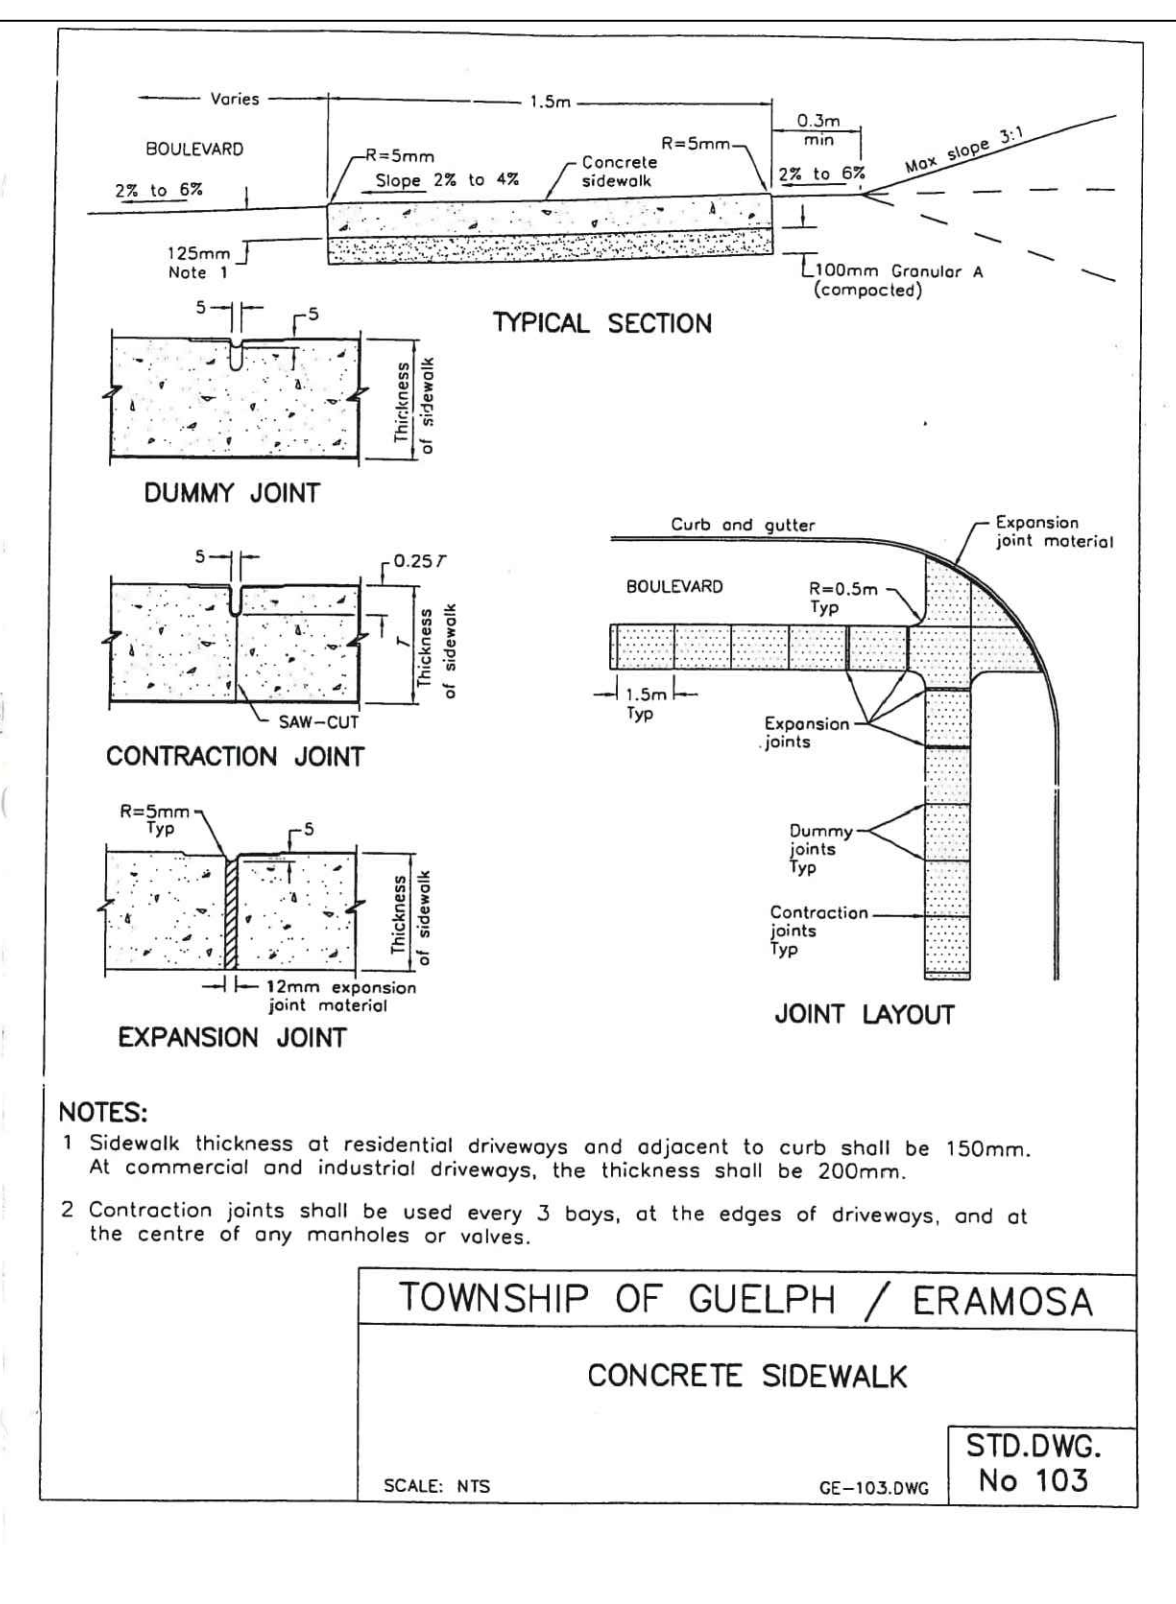 Varies
1.5m
0.3m
min
BOULEVARD
R=5mm
R=5mm
Max slope 3:1
Concrete
sidewalk
Slope 2% to 4%
2% to 6%
2% to 6%
125mm
Note 1
100mm Granular A
(compacted)
TYPICAL SECTION
5
5
Thickness
of sidewalk
DUMMY JOINT
5
0.25T
T
Thickness
of sidewalk
SAW-CUT
CONTRACTION JOINT
R=5mm
Typ
5
Thickness
of sidewalk
12mm expansion
joint material
EXPANSION JOINT
Curb and gutter
Expansion
joint material
BOULEVARD
R=0.5m
Typ
1.5m
Typ
Expansion
joints
Dummy
joints
Typ
Contraction
joints
Typ
JOINT LAYOUT
NOTES:
1 Sidewalk thickness at residential driveways and adjacent to curb shall be 150mm.
At commercial and industrial driveways, the thickness shall be 200mm.
2 Contraction joints shall be used every 3 bays, at the edges of driveways, and at
the centre of any manholes or valves.
TOWNSHIP OF GUELPH / ERAMOSA
CONCRETE SIDEWALK
SCALE: NTS
GE-103.DWG
STD.DWG.
No 103